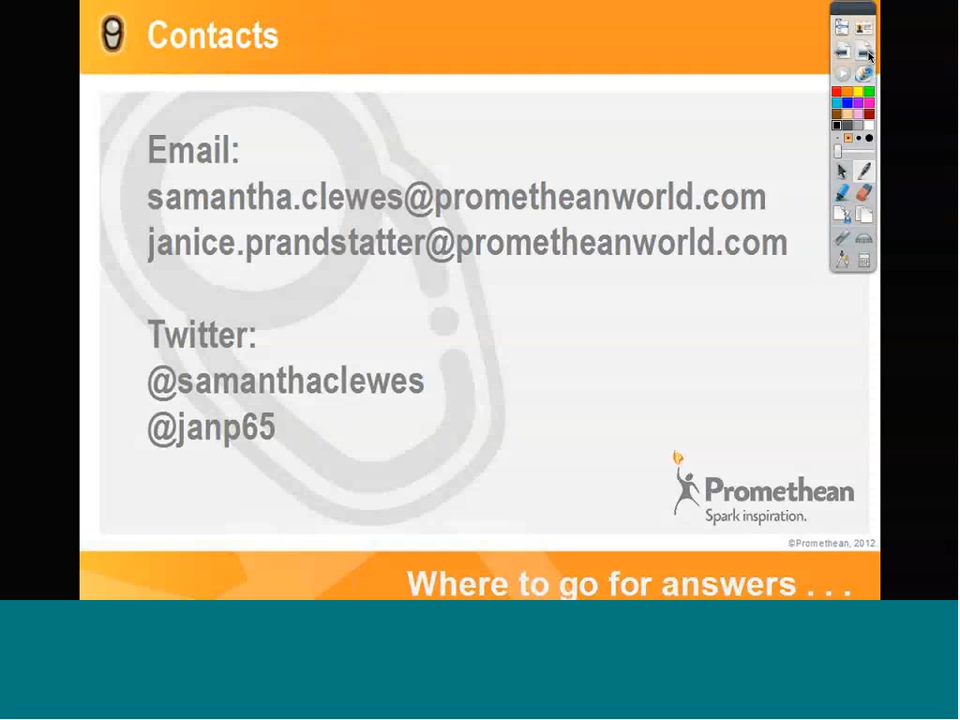 Contacts
Email:
samantha.clewes@prometheanworld.com
janice.prandstatter@prometheanworld.com
Twitter:
@samanthaclewes
@janp65
Promethean
Spark inspiration.
©Promethean, 2012
Where to go for answers . . .